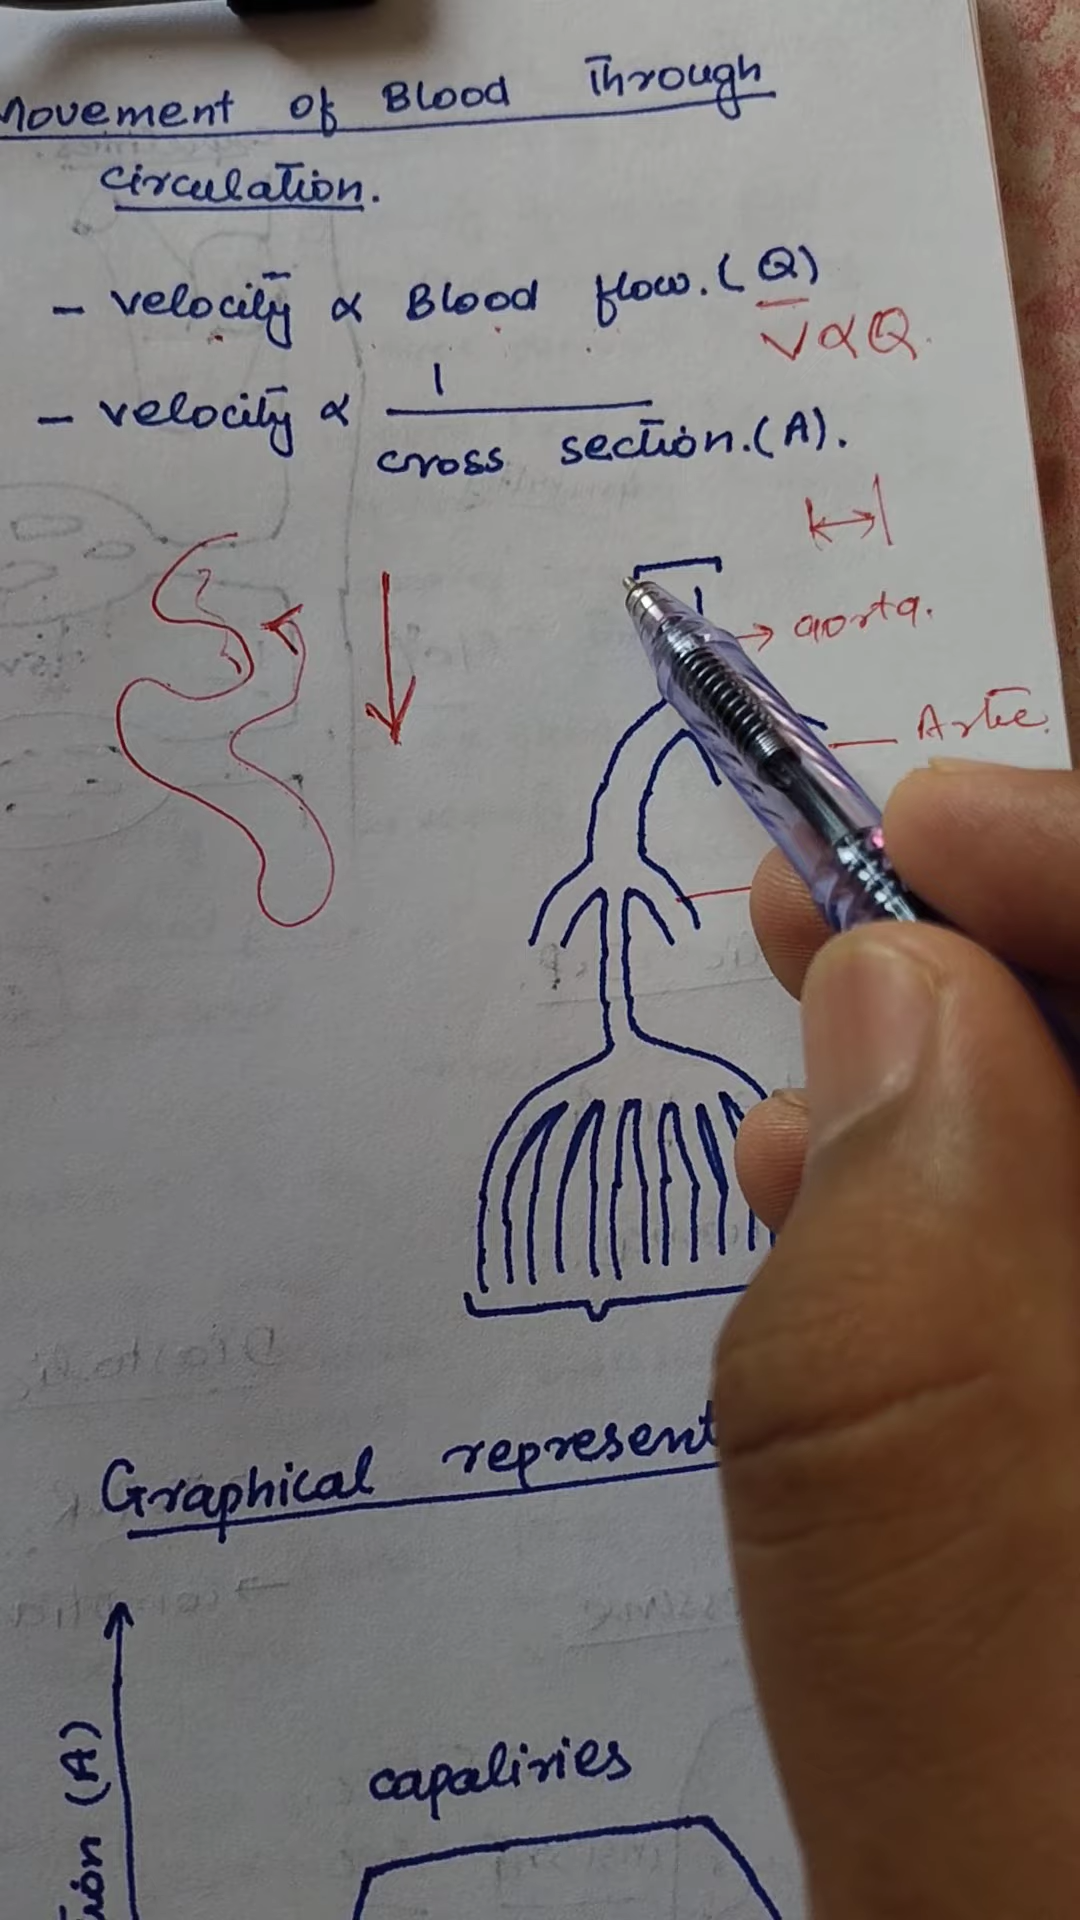 Movement of Blood Through
circulation.
- velocity ∝ Blood flow. (Q)
V∝Q.
- velocity ∝ 1
cross section. (A).
→ aorta.
Arte.
Graphical represent
(A)
capaliries